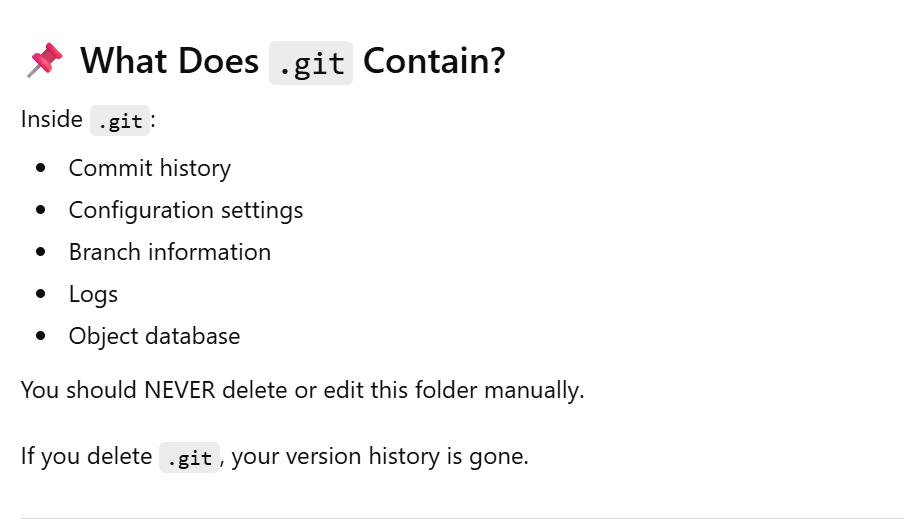 📌 What Does .git Contain?
Inside .git:
• Commit history
• Configuration settings
• Branch information
• Logs
• Object database
You should NEVER delete or edit this folder manually.
If you delete .git, your version history is gone.